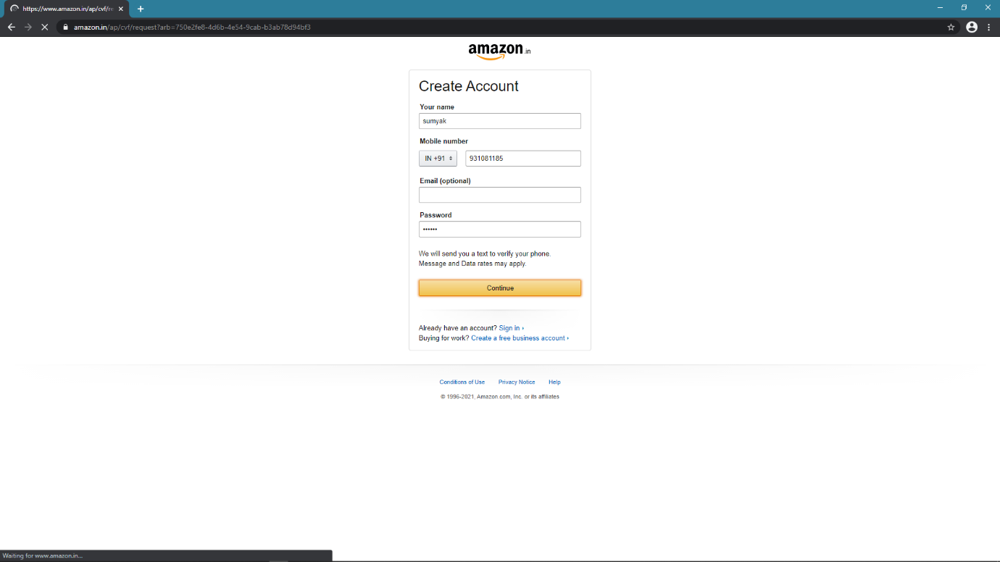 https://www.amazon.in/ap/cvf/re
amazon.in/ap/cvf/request?arb=750e2fe8-4d6b-4e54-9cab-b3ab78d94bf3
amazon.in
Create Account
Your name
sumyak
Mobile number
IN +91 931081185
Email (optional)
Password
••••••
We will send you a text to verify your phone.
Message and Data rates may apply.
Continue
Already have an account? Sign in ›
Buying for work? Create a free business account ›
Conditions of Use Privacy Notice Help
© 1996-2021, Amazon.com, Inc. or its affiliates
Waiting for www.amazon.in...